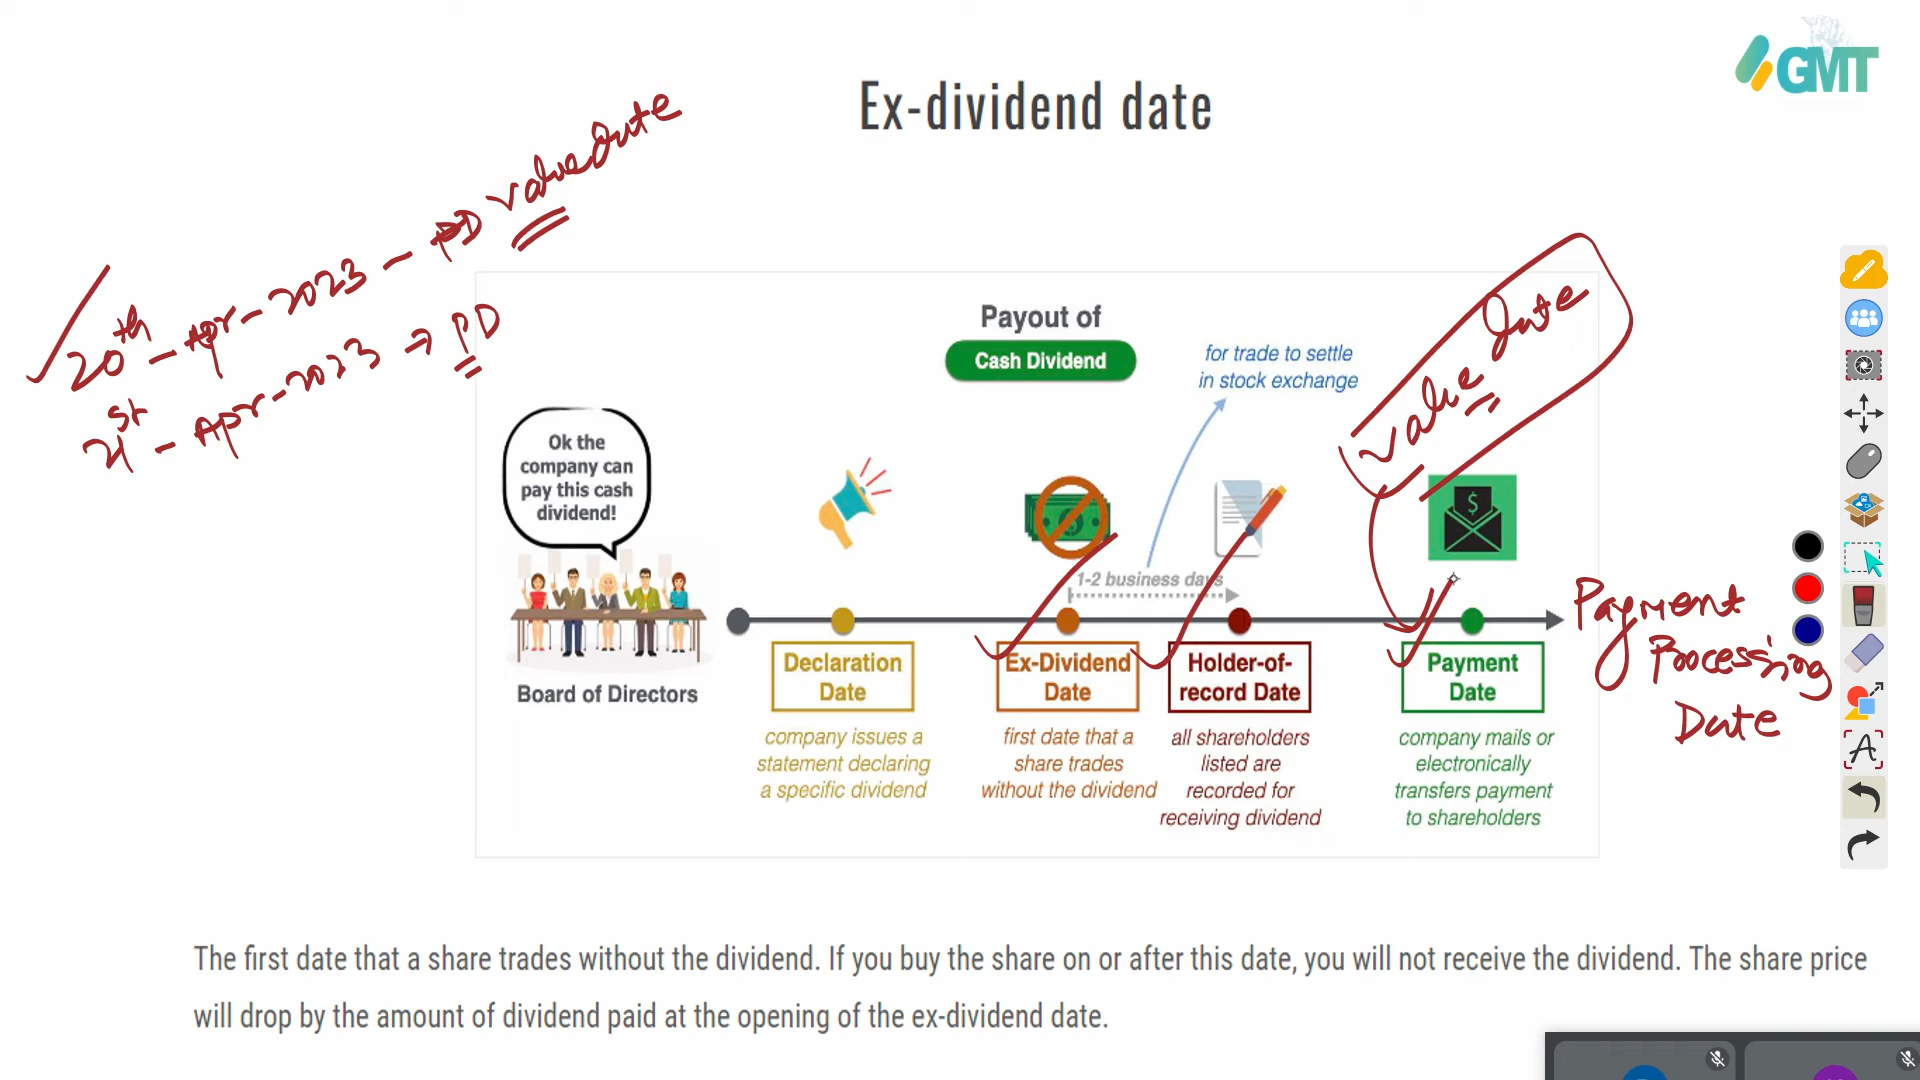 GMT
Ex-dividend date
20th - Apr - 2023 - PD value date
21st - Apr - 2023 → PD
Payout of
Cash Dividend
for trade to settle
in stock exchange
value date
Ok the
company can
pay this cash
dividend!
1-2 business days
Board of Directors
Declaration
Date
company issues a
statement declaring
a specific dividend
Ex-Dividend
Date
first date that a
share trades
without the dividend
Holder-of-
record Date
all shareholders
listed are
recorded for
receiving dividend
Payment
Date
company mails or
electronically
transfers payment
to shareholders
Payment
Processing
Date
The first date that a share trades without the dividend. If you buy the share on or after this date, you will not receive the dividend. The share price
will drop by the amount of dividend paid at the opening of the ex-dividend date.